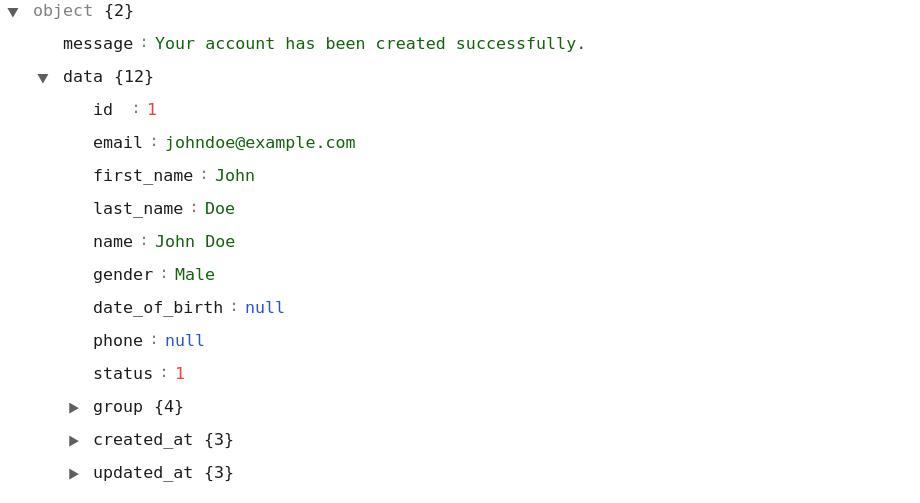 object {2}
message : Your account has been created successfully.
data {12}
id : 1
email : johndoe@example.com
first_name : John
last_name : Doe
name : John Doe
gender : Male
date_of_birth : null
phone : null
status : 1
group {4}
created_at {3}
updated_at {3}